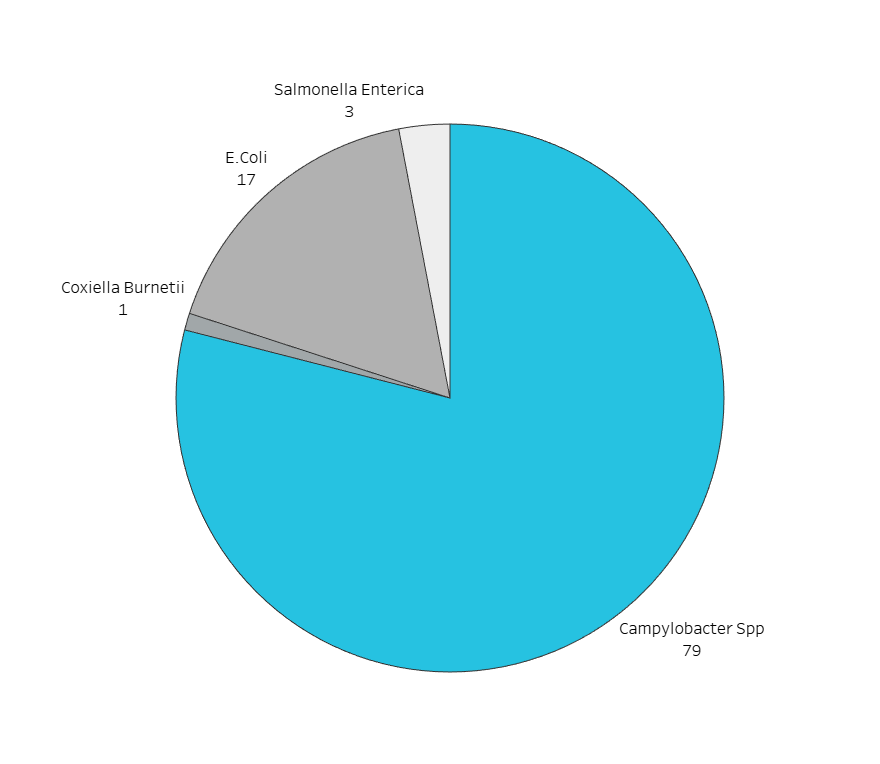 Salmonella Enterica
3
E.Coli
17
Coxiella Burnetii
1
Campylobacter Spp
79